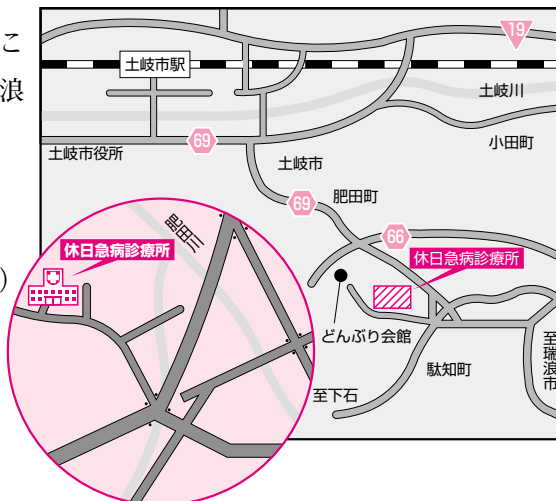 こ
浪
)
19
土岐市駅
土岐川
土岐市役所
69
小田町
土岐市
69
肥田町
66
肥田川
休日急病診療所
休日急病診療所
どんぶり会館
至瑞浪市
駄知町
至下石